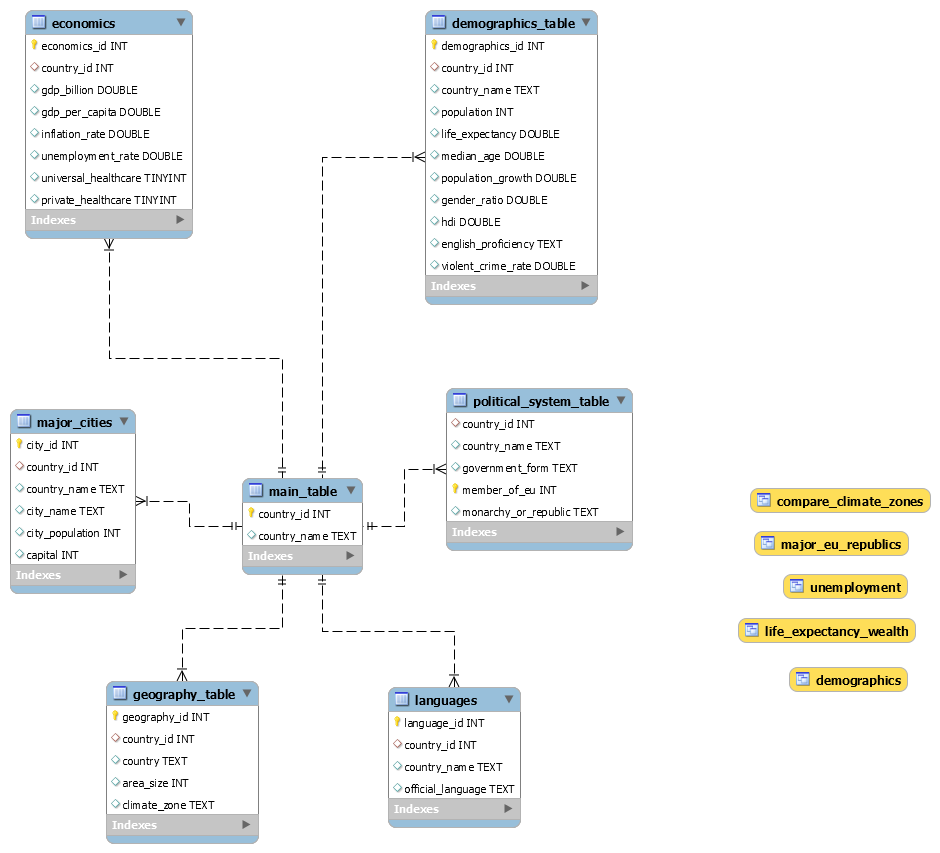 economics
economics_id INT
country_id INT
gdp_billion DOUBLE
gdp_per_capita DOUBLE
inflation_rate DOUBLE
unemployment_rate DOUBLE
universal_healthcare TINYINT
private_healthcare TINYINT
Indexes
demographics_table
demographics_id INT
country_id INT
country_name TEXT
population INT
life_expectancy DOUBLE
median_age DOUBLE
population_growth DOUBLE
gender_ratio DOUBLE
hdi DOUBLE
english_proficiency TEXT
violent_crime_rate DOUBLE
Indexes
major_cities
city_id INT
country_id INT
country_name TEXT
city_name TEXT
city_population INT
capital INT
Indexes
main_table
country_id INT
country_name TEXT
Indexes
political_system_table
country_id INT
country_name TEXT
government_form TEXT
member_of_eu INT
monarchy_or_republic TEXT
Indexes
compare_climate_zones
major_eu_republics
unemployment
life_expectancy_wealth
demographics
geography_table
geography_id INT
country_id INT
country TEXT
area_size INT
climate_zone TEXT
Indexes
languages
language_id INT
country_id INT
country_name TEXT
official_language TEXT
Indexes